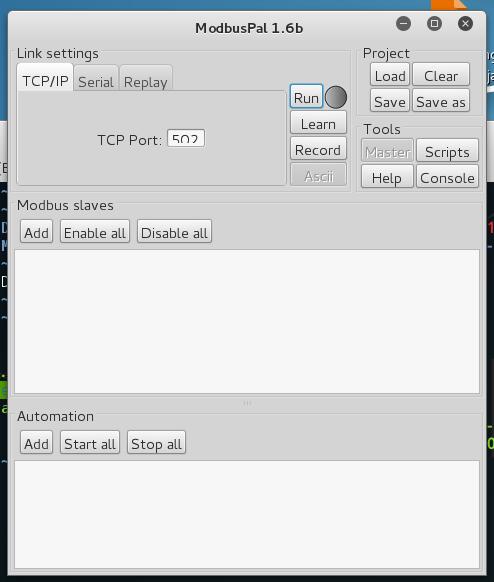 ModbusPal 1.6b
Link settings
TCP/IP Serial Replay
TCP Port: 502
Run
Learn
Record
Ascii
Project
Load Clear
Save Save as
Tools
Master Scripts
Help Console
Modbus slaves
Add Enable all Disable all
Automation
Add Start all Stop all